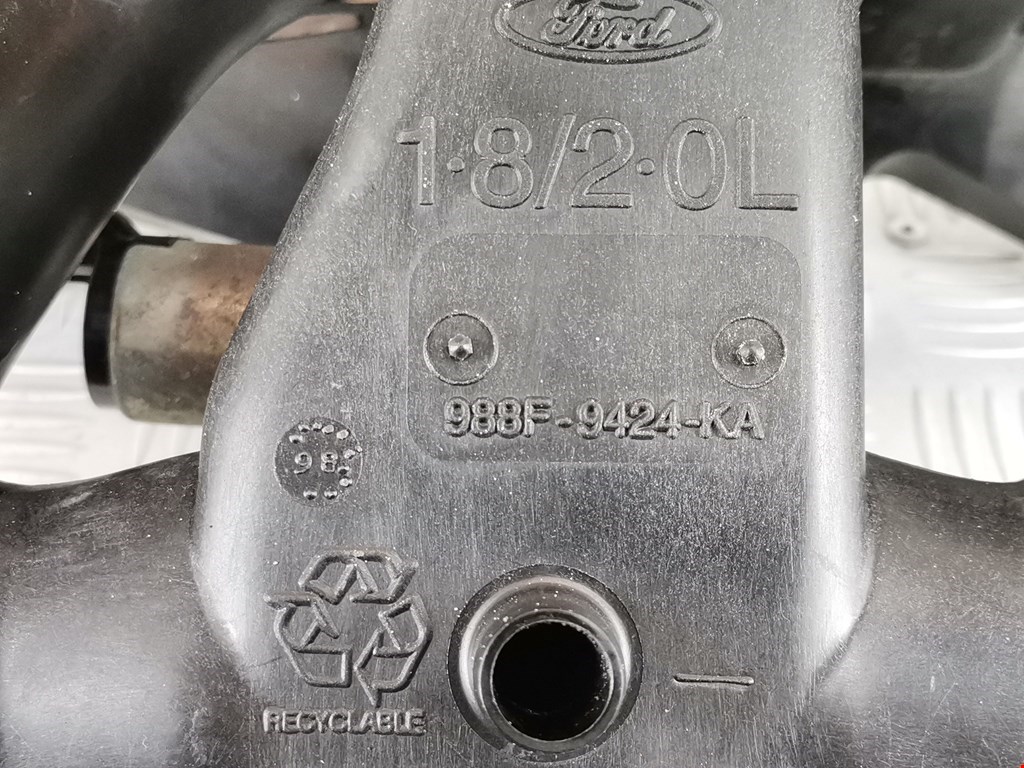 Ford
1·8/2·0L
988F-9424-KA
98
RECYCLABLE